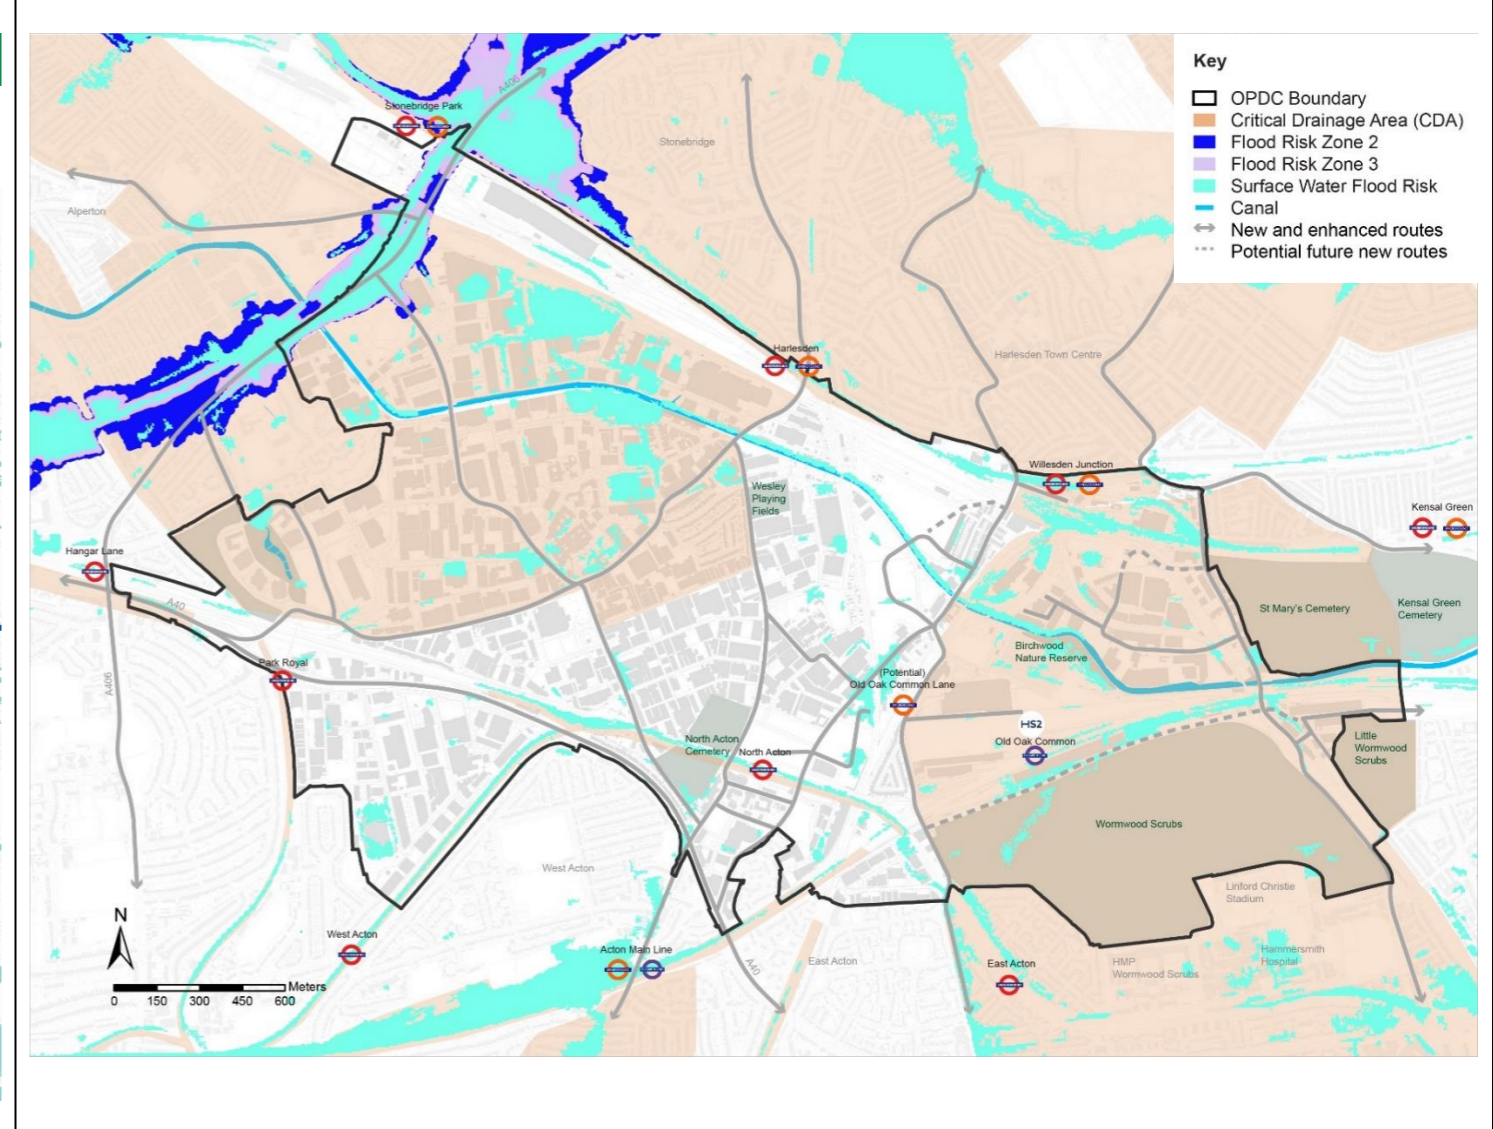 Key
OPDC Boundary
Critical Drainage Area (CDA)
Flood Risk Zone 2
Flood Risk Zone 3
Surface Water Flood Risk
Canal
New and enhanced routes
Potential future new routes
A406
Stonebridge Park
Stonebridge
Alperton
Harlesden
Harlesden Town Centre
Willesden Junction
Wesley
Playing
Fields
Kensal Green
Hangar Lane
A40
St Mary's Cemetery
Kensal Green
Cemetery
Birchwood
Nature Reserve
Park Royal
A406
(Potential)
Old Oak Common Lane
HS2
Old Oak Common
North Acton
Cemetery
North Acton
Little
Wormwood
Scrubs
Wormwood Scrubs
West Acton
Linford Christie
Stadium
N
West Acton
Acton Main Line
A40
East Acton
East Acton
HMP
Wormwood Scrubs
Hammersmith
Hospital
Meters
0 150 300 450 600